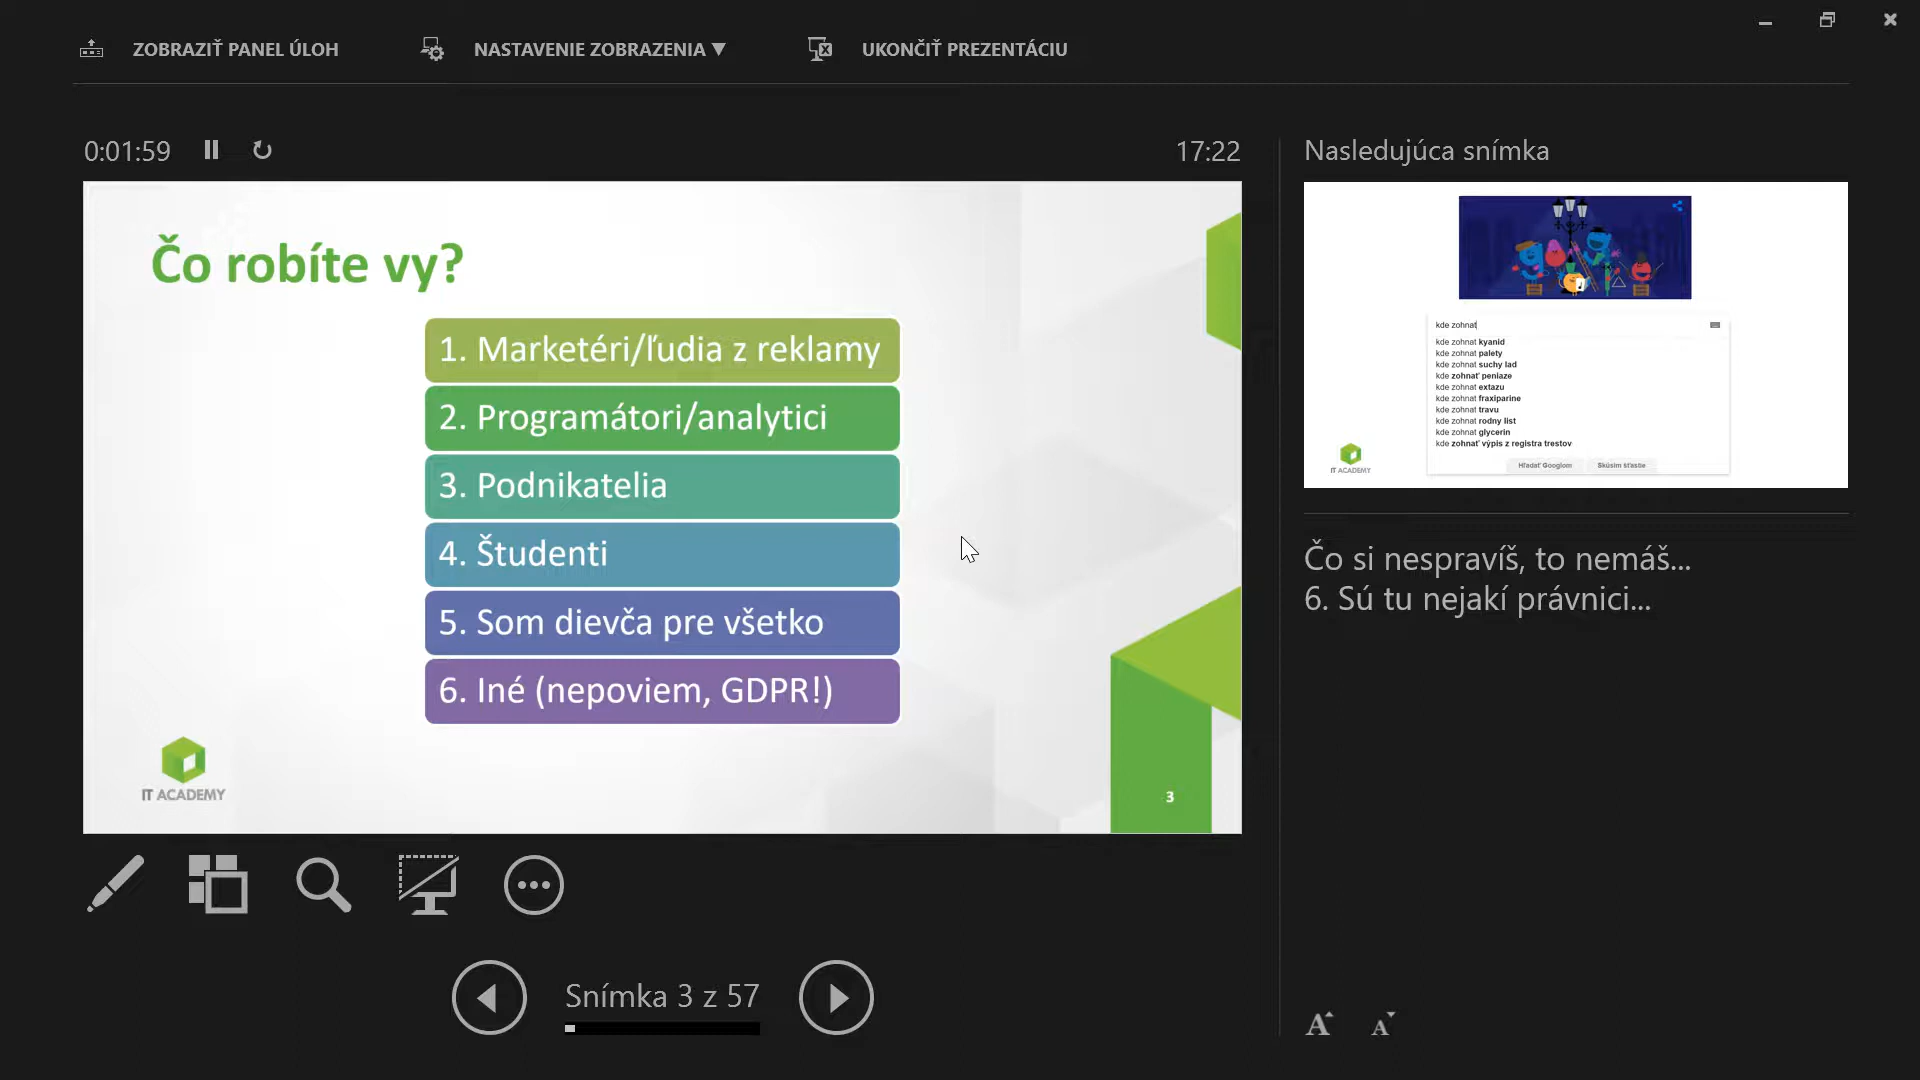 ZOBRAZIŤ PANEL ÚLOH
NASTAVENIE ZOBRAZENIA ▼
UKONČIŤ PREZENTÁCIU
0:01:59
17:22
Čo robíte vy?
1. Marketéri/ľudia z reklamy
2. Programátori/analytici
3. Podnikatelia
4. Študenti
5. Som dievča pre všetko
6. Iné (nepoviem, GDPR!)
IT ACADEMY
3
Snímka 3 z 57
Nasledujúca snímka
kde zohnat
kde zohnat kyanid
kde zohnat palety
kde zohnat suchy lad
kde zohnať peniaze
kde zohnat extazu
kde zohnat fraxiparine
kde zohnat travu
kde zohnat rodny list
kde zohnat glycerin
kde zohnať výpis z registra trestov
Hľadať Googlom
Skúsim šťastie
IT ACADEMY
Čo si nespravíš, to nemáš...
6. Sú tu nejakí právnici...
A A